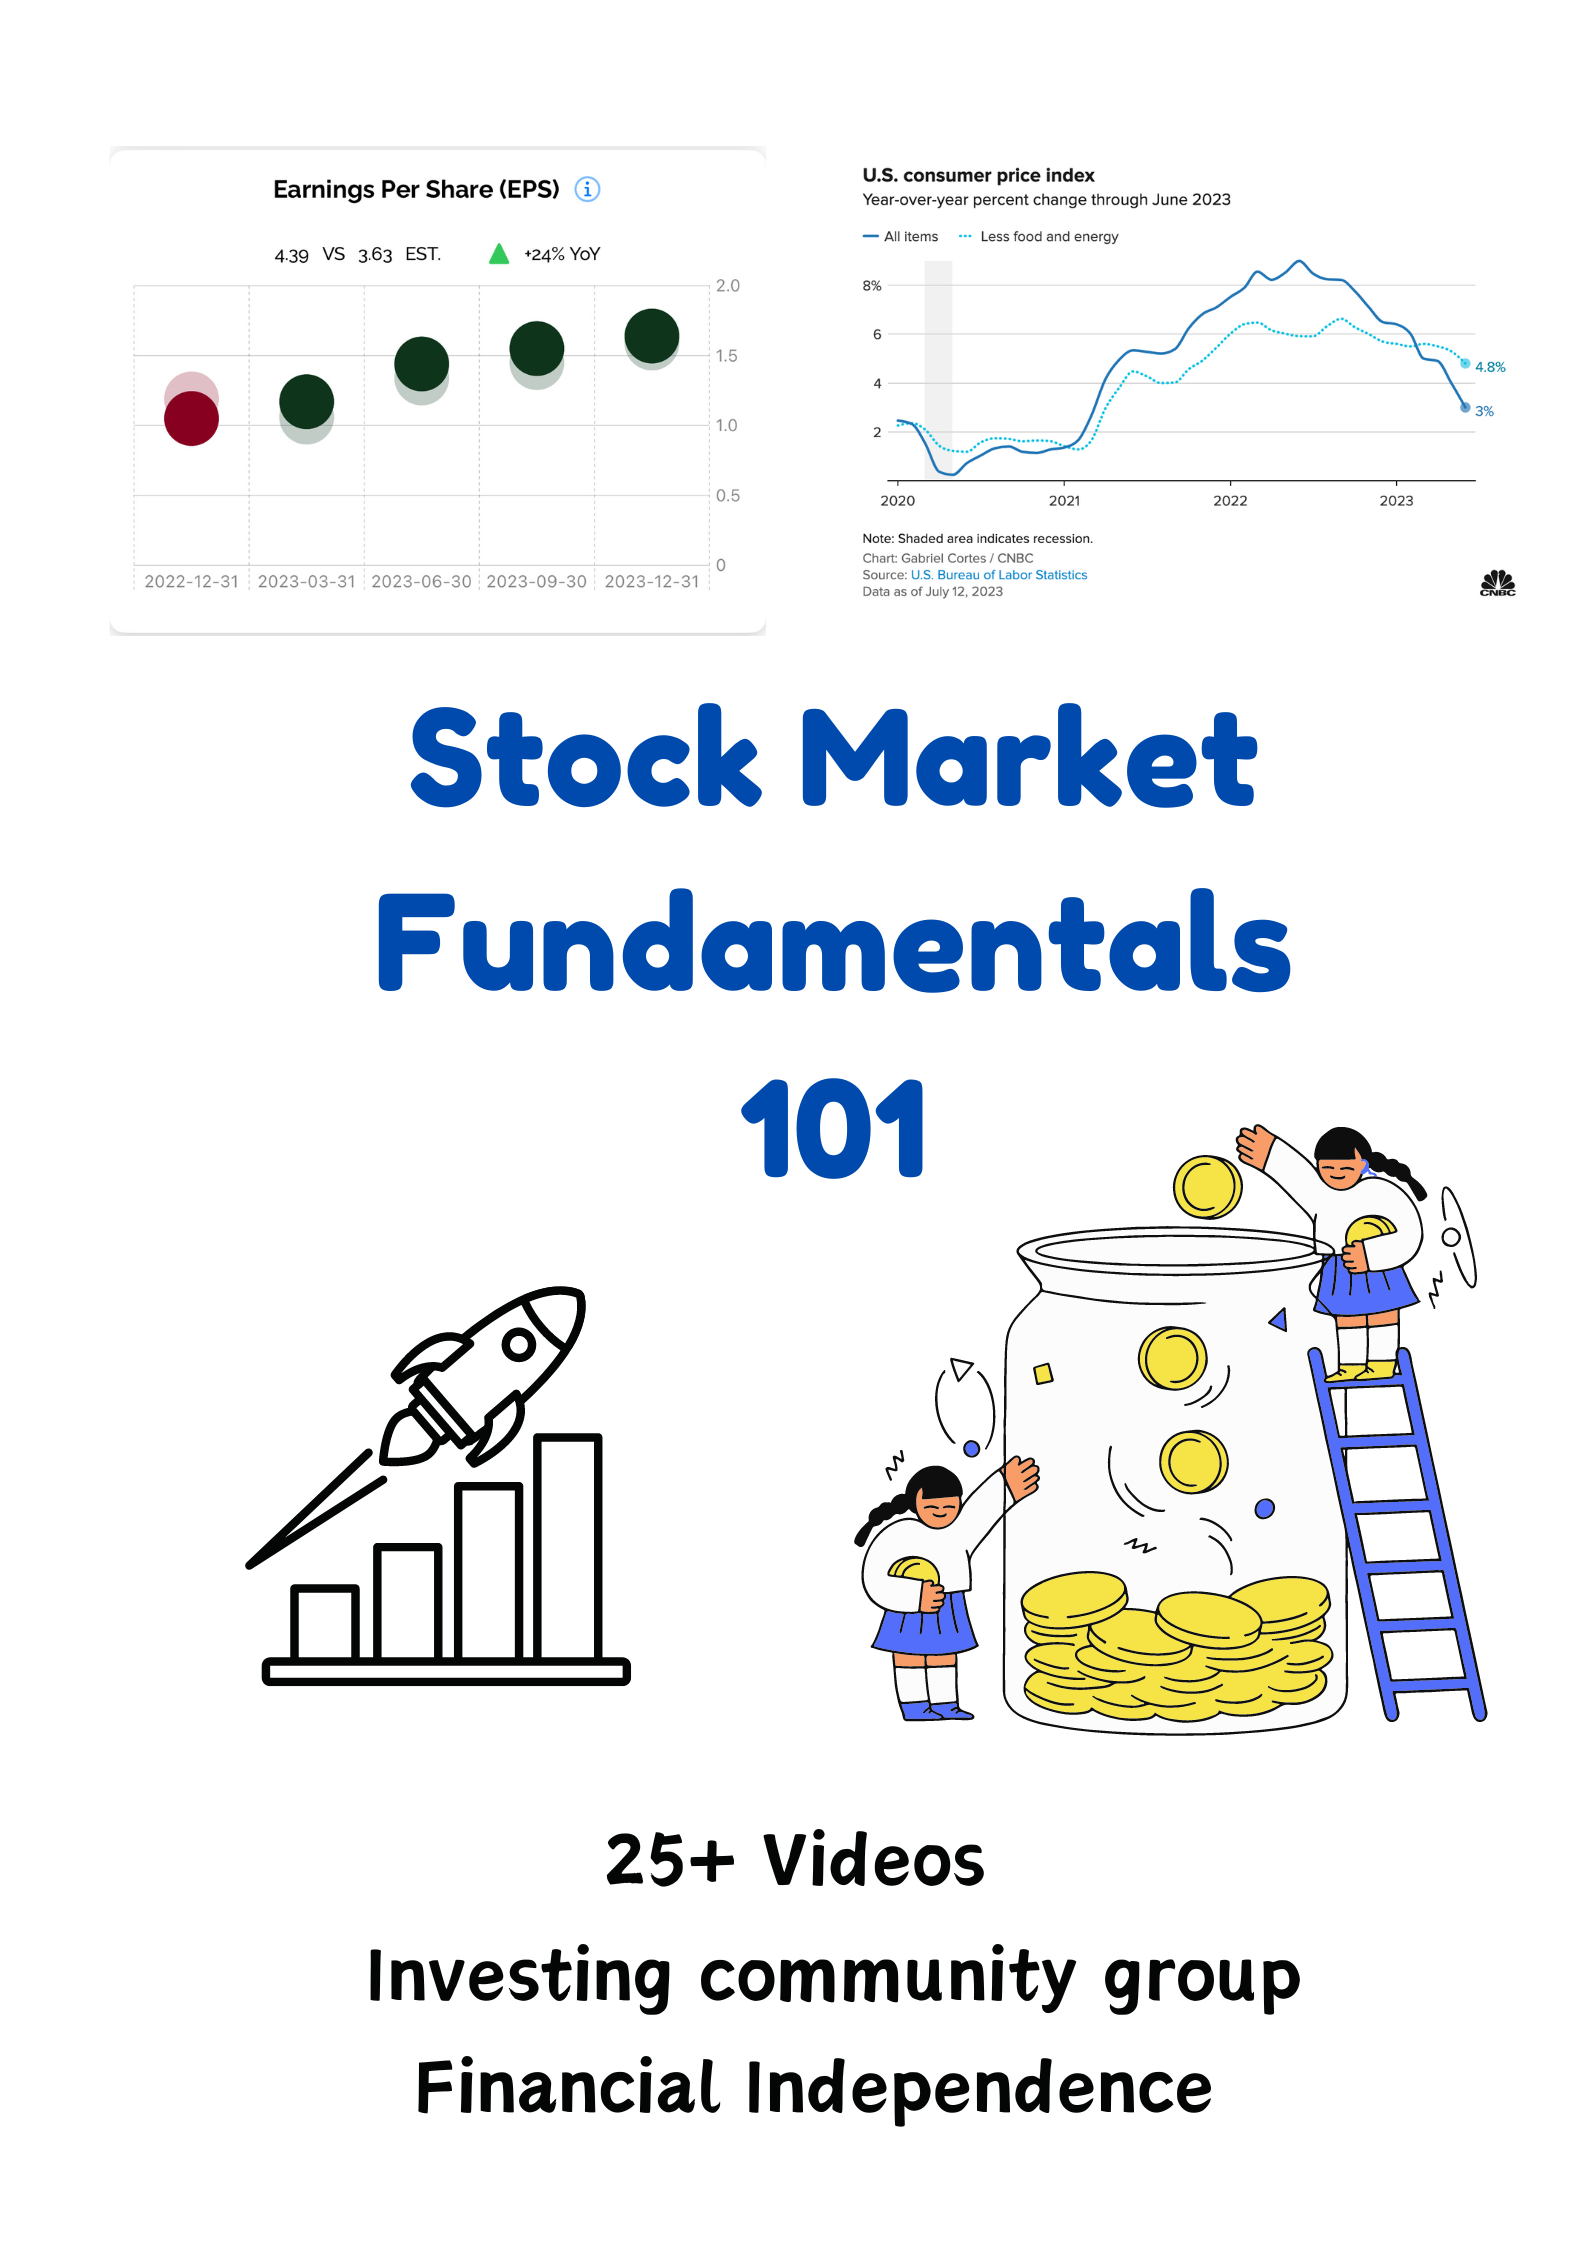 Earnings Per Share (EPS) i
4.39 VS 3.63 EST. +24% YoY
2.0
1.5
1.0
0.5
0
2022-12-31 2023-03-31 2023-06-30 2023-09-30 2023-12-31
U.S. consumer price index
Year-over-year percent change through June 2023
All items Less food and energy
8%
6
4
2
4.8%
3%
2020 2021 2022 2023
Note: Shaded area indicates recession.
Chart: Gabriel Cortes / CNBC
Source: U.S. Bureau of Labor Statistics
Data as of July 12, 2023
CNBC
Stock Market
Fundamentals
101
25+ Videos
Investing community group
Financial Independence